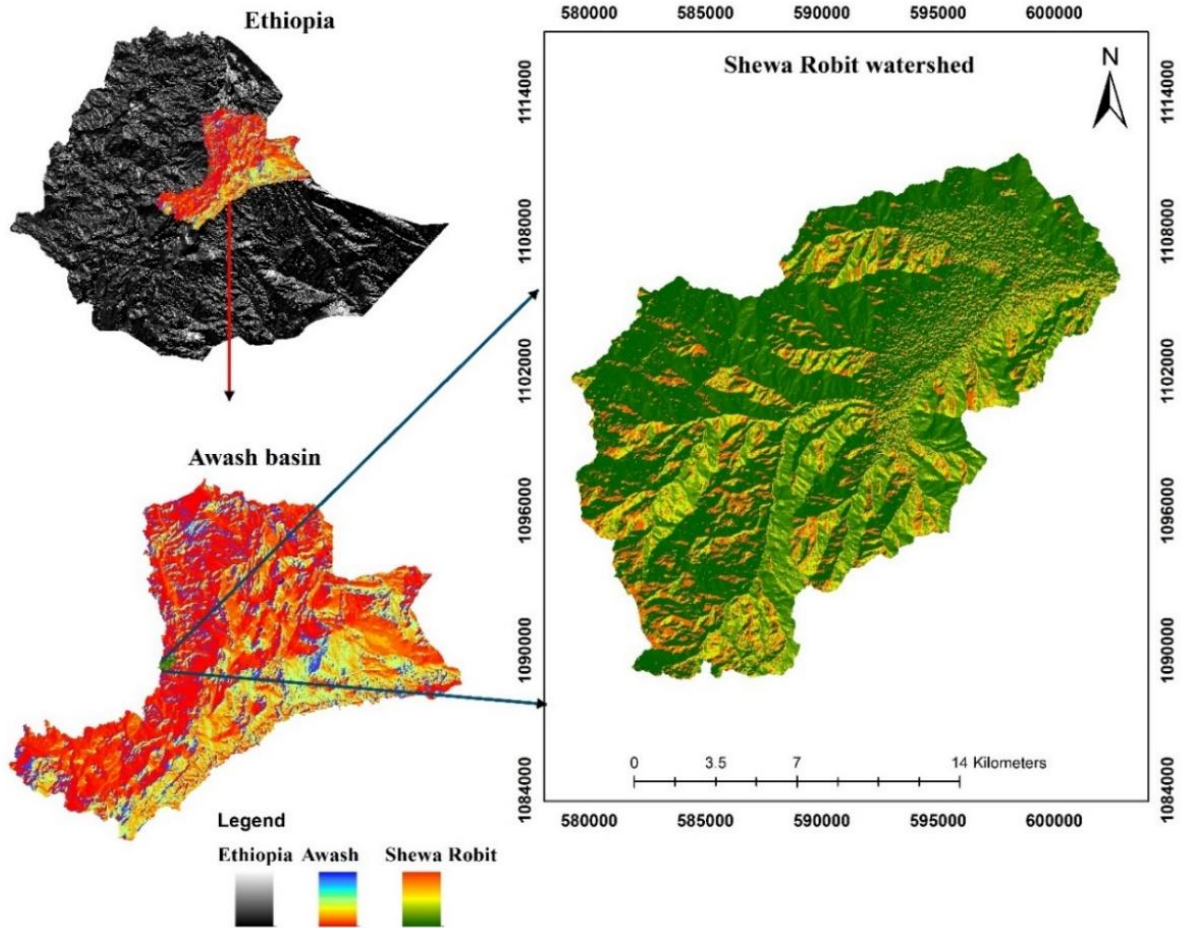 Ethiopia
580000 585000 590000 595000 600000
Shewa Robit watershed
N
1114000
1108000
1102000
1096000
1090000
1084000
1114000
1108000
1102000
1096000
1090000
1084000
Awash basin
0 3.5 7 14 Kilometers
580000 585000 590000 595000 600000
Legend
Ethiopia Awash Shewa Robit